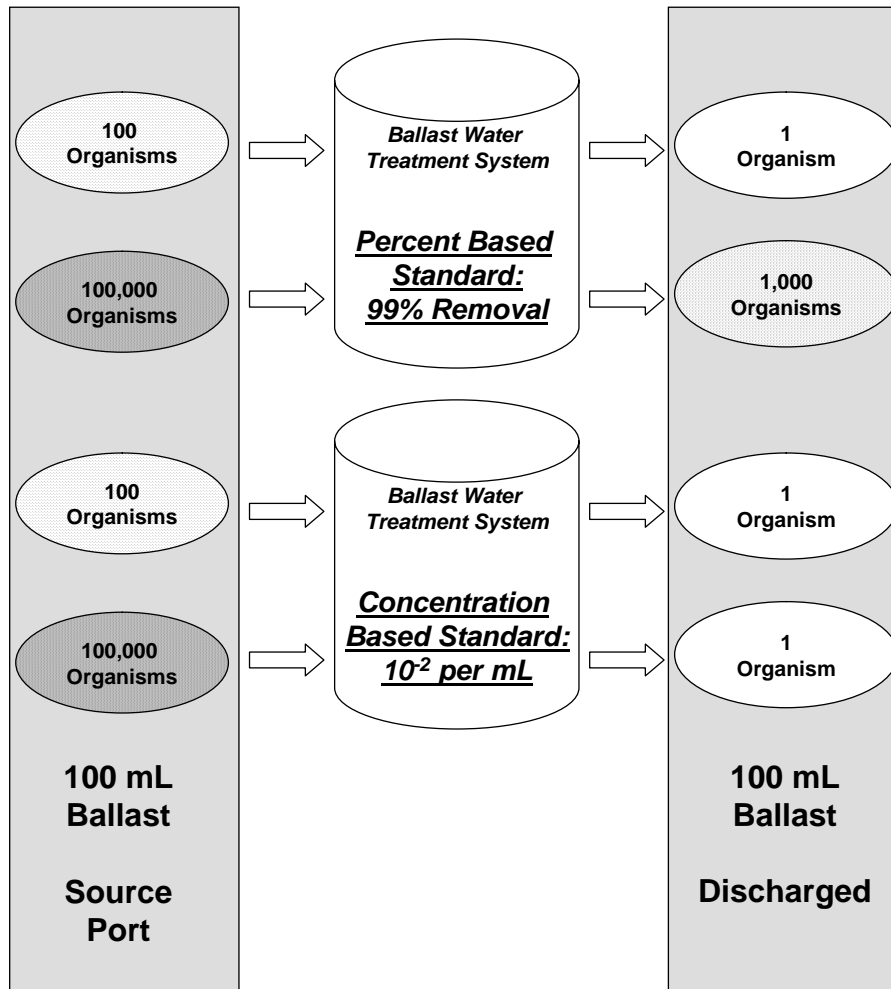 100
Organisms
Ballast Water
Treatment System
1
Organism
Percent Based
Standard:
99% Removal
100,000
Organisms
1,000
Organisms
100
Organisms
Ballast Water
Treatment System
1
Organism
Concentration
Based Standard:
10⁻² per mL
100,000
Organisms
1
Organism
100 mL
Ballast
Source
Port
100 mL
Ballast
Discharged